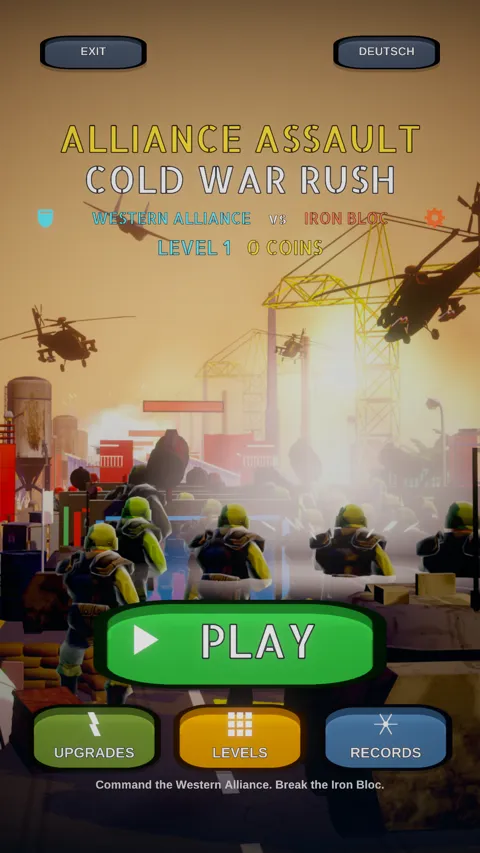 EXIT
DEUTSCH
ALLIANCE ASSAULT
COLD WAR RUSH
WESTERN ALLIANCE VS IRON BLOC
LEVEL 1 0 COINS
PLAY
UPGRADES
LEVELS
RECORDS
Command the Western Alliance. Break the Iron Bloc.